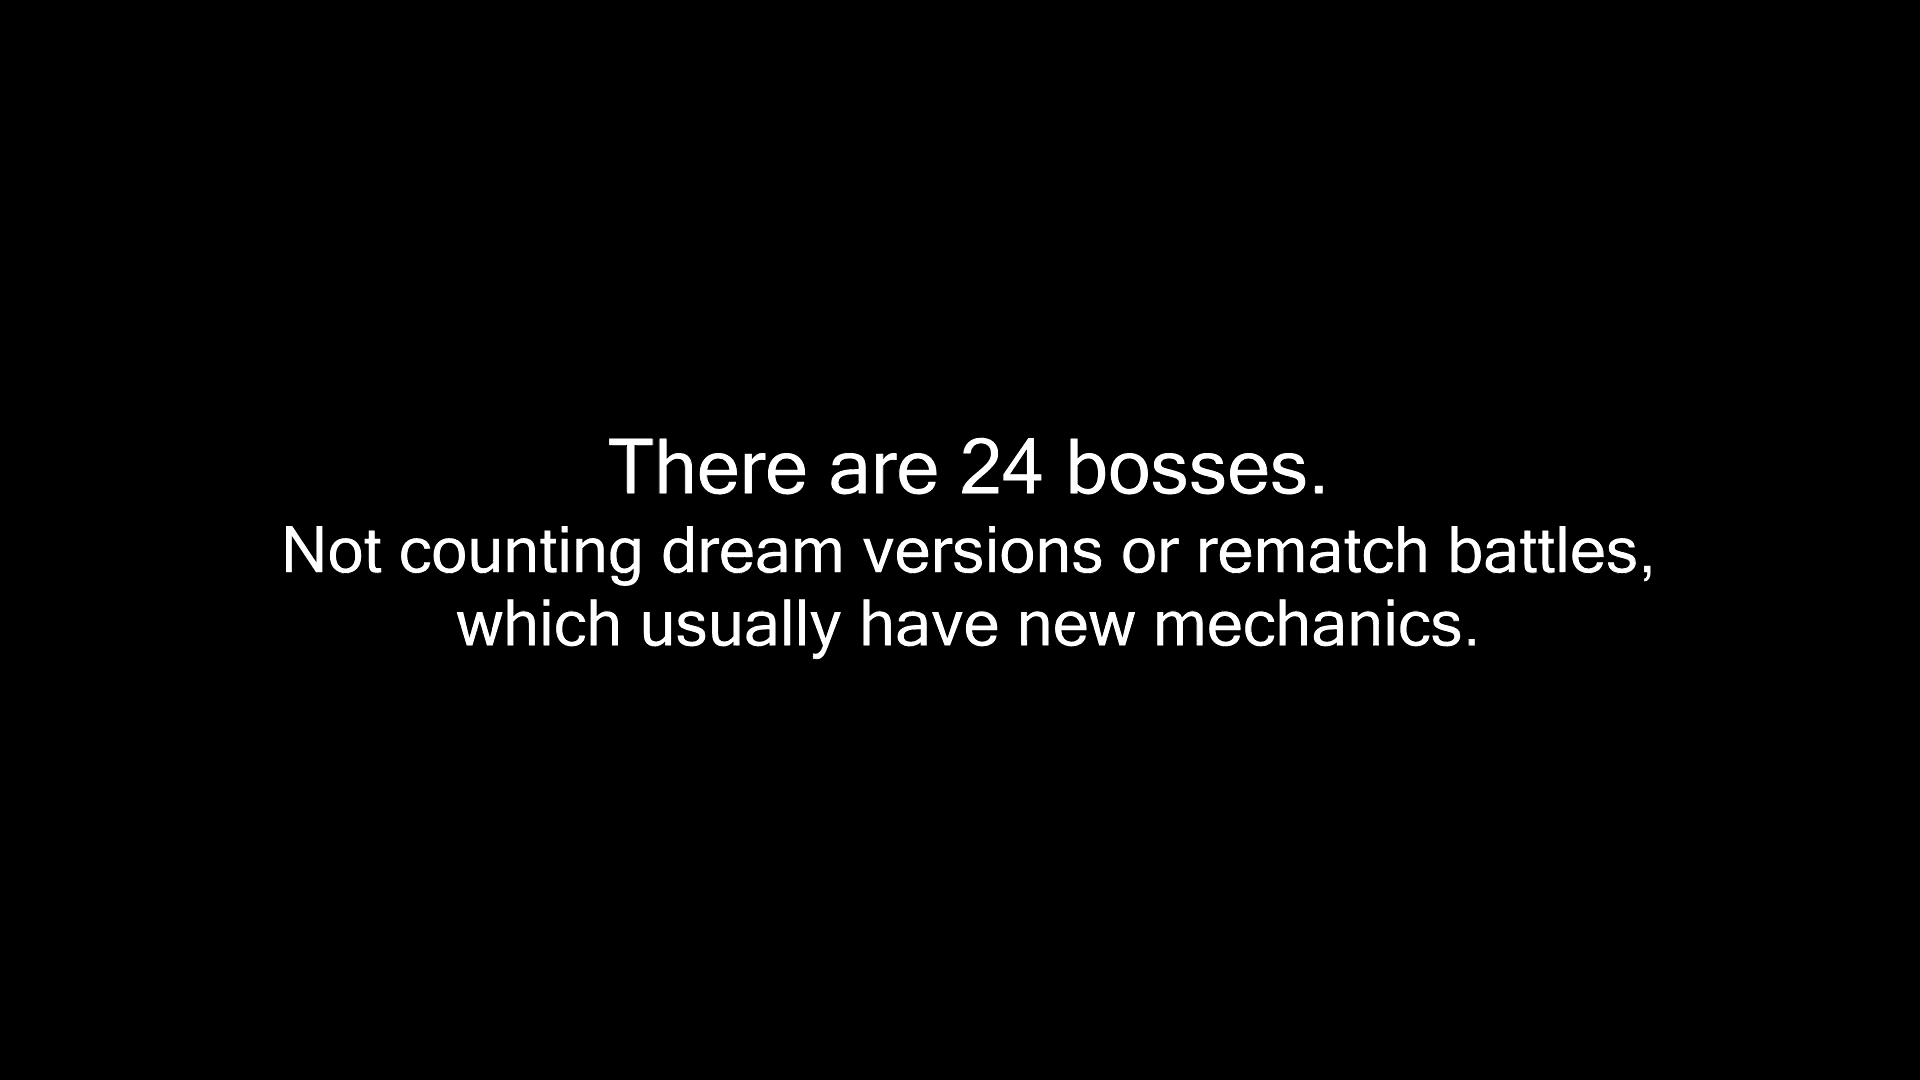 There are 24 bosses.
Not counting dream versions or rematch battles,
which usually have new mechanics.